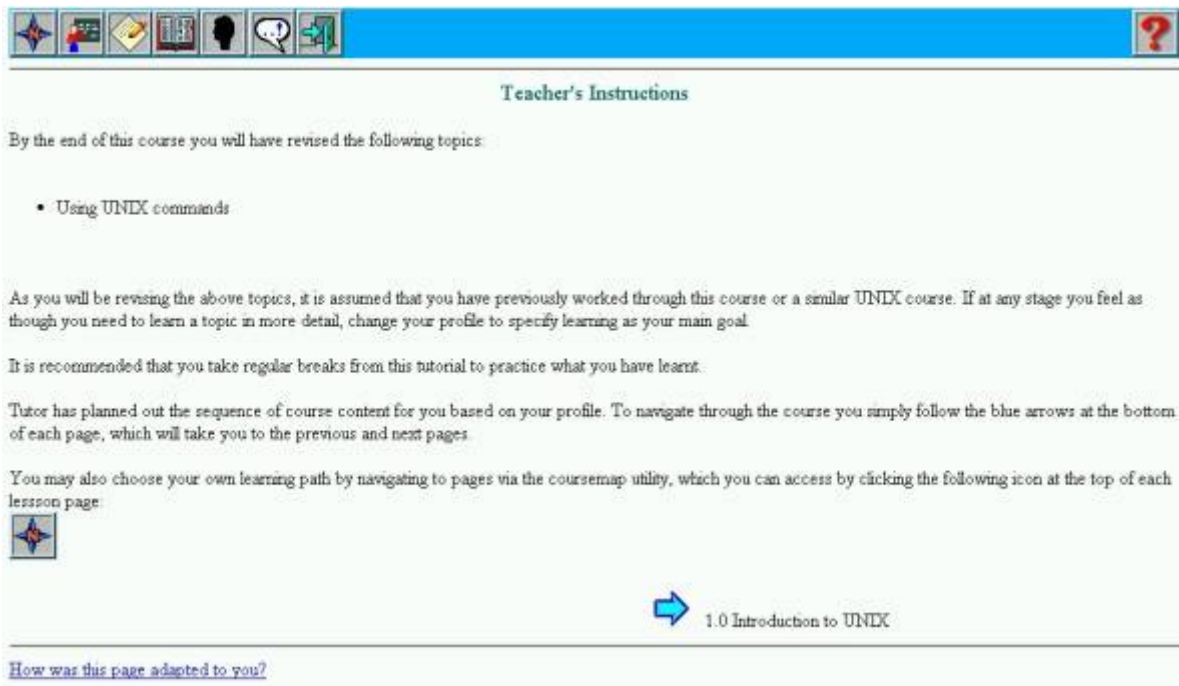 Teacher's Instructions
By the end of this course you will have revised the following topics:
• Using UNIX commands
As you will be revising the above topics, it is assumed that you have previously worked through this course or a similar UNIX course. If at any stage you feel as
though you need to learn a topic in more detail, change your profile to specify learning as your main goal.
It is recommended that you take regular breaks from this tutorial to practice what you have learnt.
Tutor has planned out the sequence of course content for you based on your profile. To navigate through the course you simply follow the blue arrows at the bottom
of each page, which will take you to the previous and next pages.
You may also choose your own learning path by navigating to pages via the coursemap utility, which you can access by clicking the following icon at the top of each
lessson page:
N
1.0 Introduction to UNIX
How was this page adapted to you?